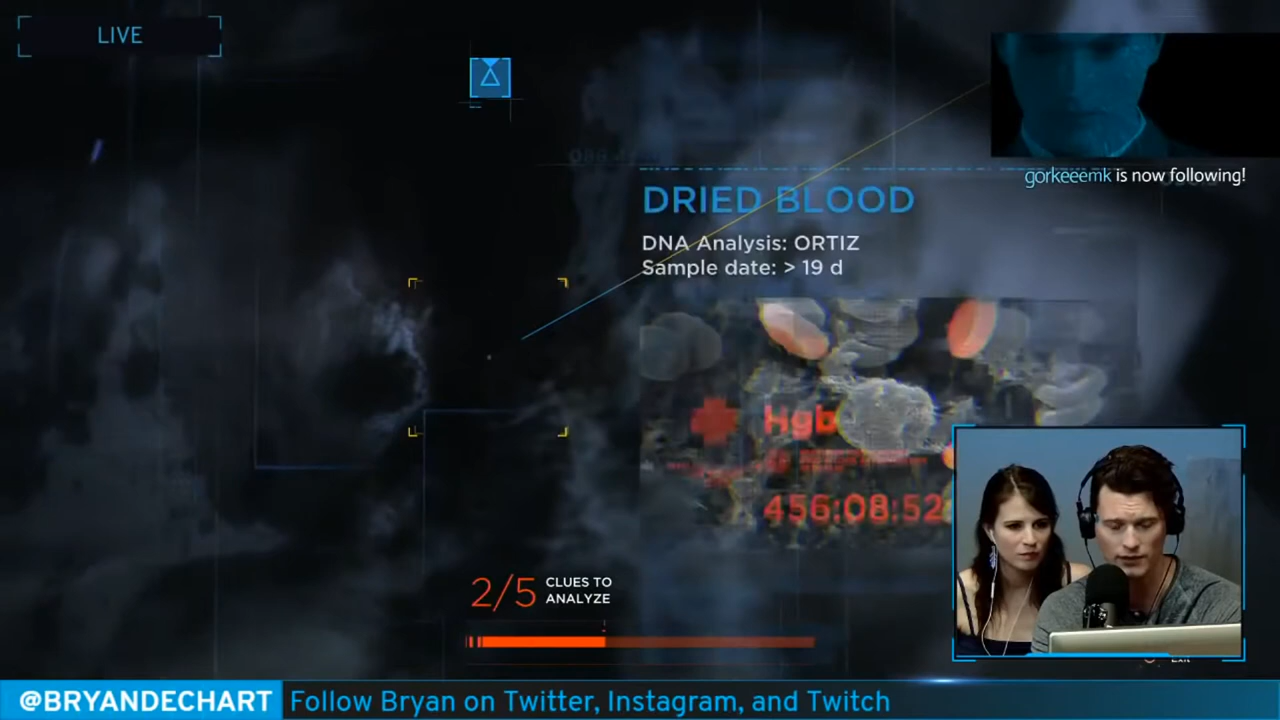 LIVE
gorkeeemk is now following!
DRIED BLOOD
DNA Analysis: ORTIZ
Sample date: > 19 d
Hgb
456:08:52
2/5 CLUES TO
ANALYZE
Exit
@BRYANDECHART Follow Bryan on Twitter, Instagram, and Twitch